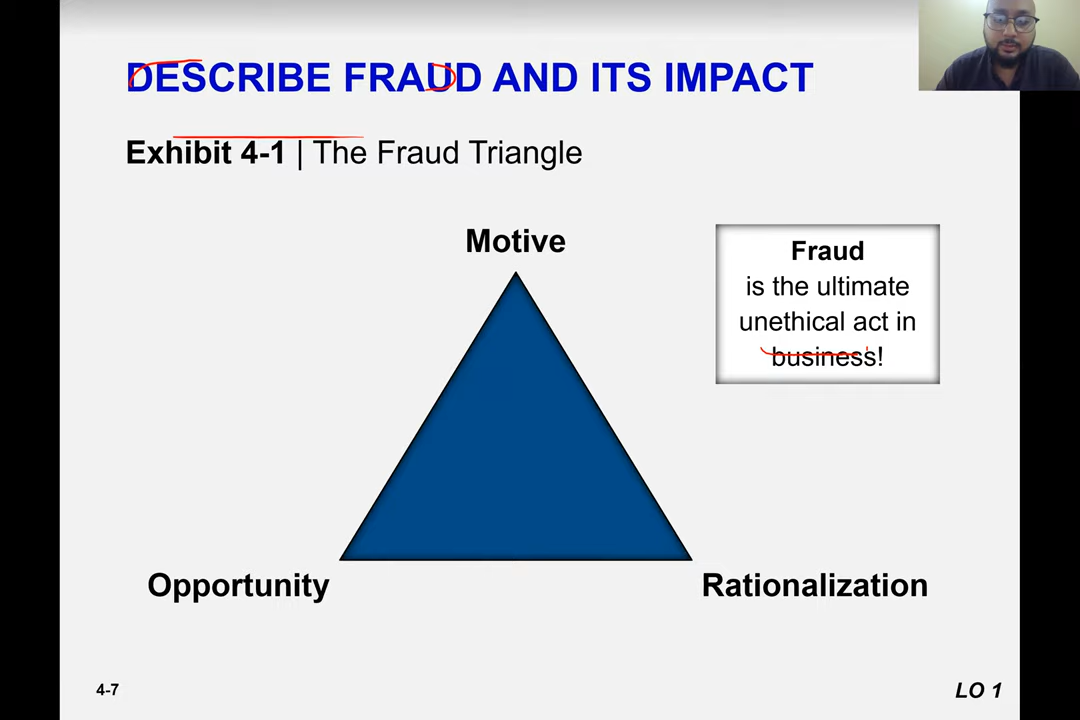 DESCRIBE FRAUD AND ITS IMPACT
Exhibit 4-1 | The Fraud Triangle
Motive
Fraud
is the ultimate
unethical act in
business!
Opportunity
Rationalization
4-7
LO 1